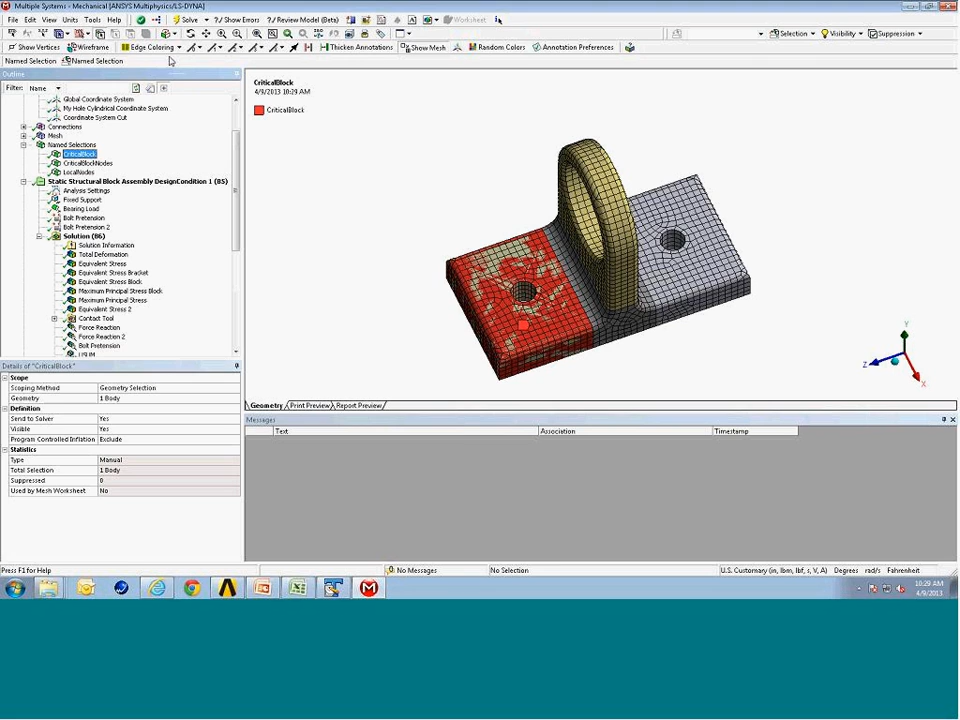 Multiple Systems - Mechanical [ANSYS Multiphysics/LS-DYNA]
File Edit View Units Tools Help Solve ?/ Show Errors ?/ Review Model (Beta) Worksheet
Selection Visibility Suppression
Show Vertices Wireframe Edge Coloring Thicken Annotations Show Mesh Random Colors Annotation Preferences
Named Selection Named Selection
Outline
Filter: Name
Global Coordinate System
My Hole Cylindrical Coordinate System
Coordinate System Cut
Connections
Mesh
Named Selections
CriticalBlock
CriticalBlockNodes
LocalNodes
Static Structural Block Assembly DesignCondition 1 (B5)
Analysis Settings
Fixed Support
Bearing Load
Bolt Pretension
Bolt Pretension 2
Solution (B6)
Solution Information
Total Deformation
Equivalent Stress
Equivalent Stress Bracket
Equivalent Stress Block
Maximum Principal Stress Block
Maximum Principal Stress
Equivalent Stress 2
Contact Tool
Force Reaction
Force Reaction 2
Bolt Pretension
Details of "CriticalBlock"
Scope
Scoping Method Geometry Selection
Geometry 1 Body
Definition
Send to Solver Yes
Visible Yes
Program Controlled Inflation Exclude
Statistics
Type Manual
Total Selection 1 Body
Suppressed 0
Used by Mesh Worksheet No
CriticalBlock
4/9/2013 10:29 AM
CriticalBlock
Y
Z
X
Geometry Print Preview Report Preview
Messages
Text Association Timestamp
Press F1 for Help No Messages No Selection U.S. Customary (in, lbm, lbf, s, V, A) Degrees rad/s Fahrenheit
10:29 AM
4/9/2013